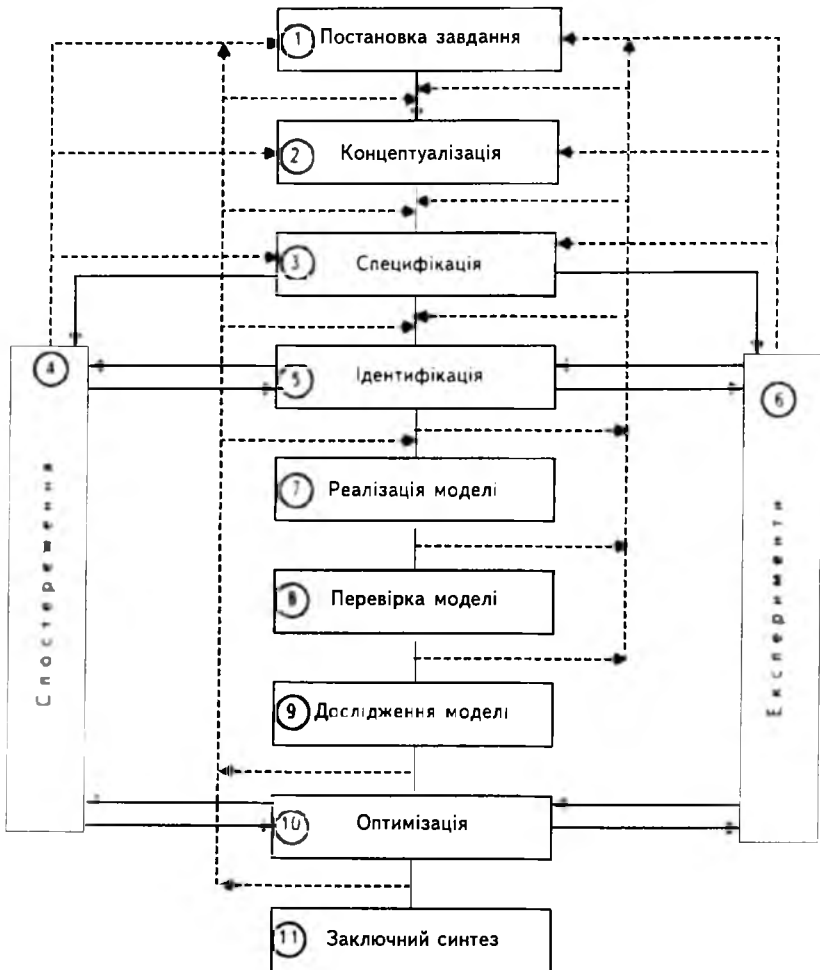 1 Постановка завдання
2 Концептуалізація
3 Специфікація
4 Спостереження
5 Ідентифікація
6 Експерименти
7 Реалізація моделі
8 Перевірка моделі
9 Дослідження моделі
10 Оптимізація
11 Заключний синтез